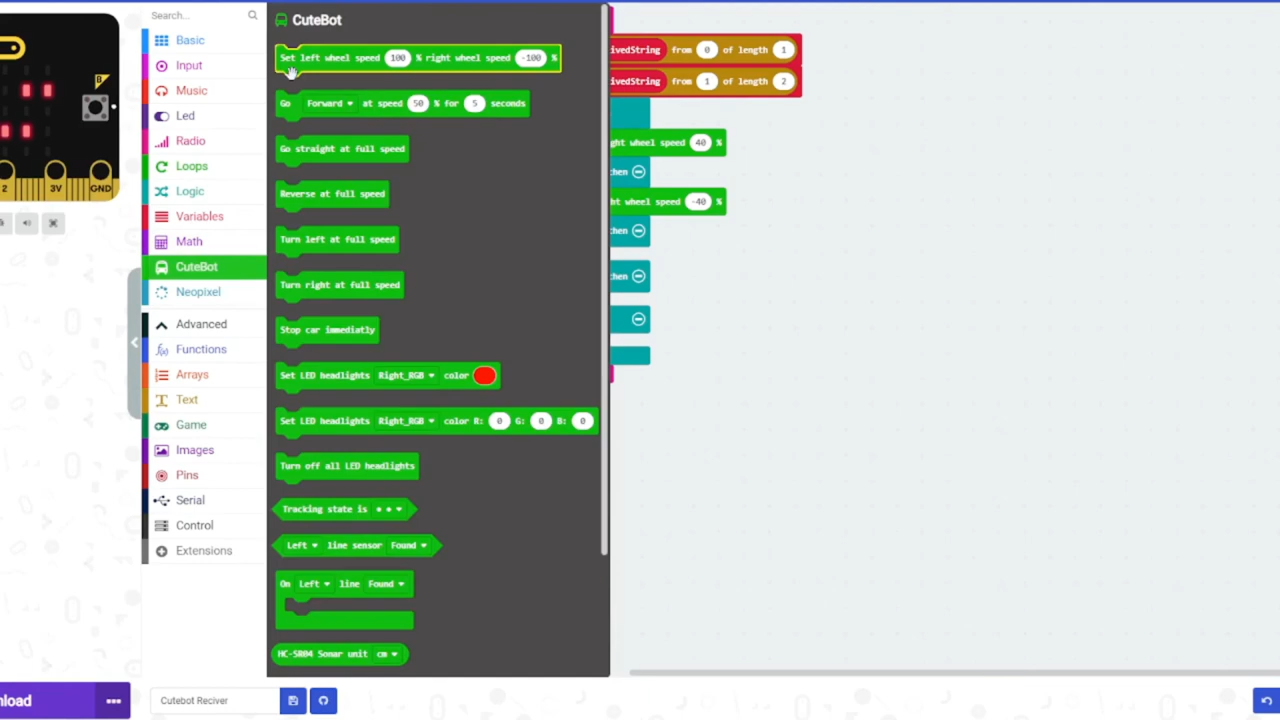 Search...
Basic
Input
Music
Led
Radio
Loops
Logic
Variables
Math
CuteBot
Neopixel
Advanced
Functions
Arrays
Text
Game
Images
Pins
Serial
Control
Extensions
CuteBot
Set left wheel speed 100 % right wheel speed -100 %
Go Forward at speed 50 % for 5 seconds
Go straight at full speed
Reverse at full speed
Turn left at full speed
Turn right at full speed
Stop car immediatly
Set LED headlights Right_RGB color
Set LED headlights Right_RGB color R: 0 G: 0 B: 0
Turn off all LED headlights
Tracking state is
Left line sensor Found
On Left line Found
HC-SR04 Sonar unit cm
ivedString from 0 of length 1
ivedString from 1 of length 2
ght wheel speed 40 %
hen
ht wheel speed -40 %
hen
hen
B
2 3V GND
nload
Cutebot Reciver